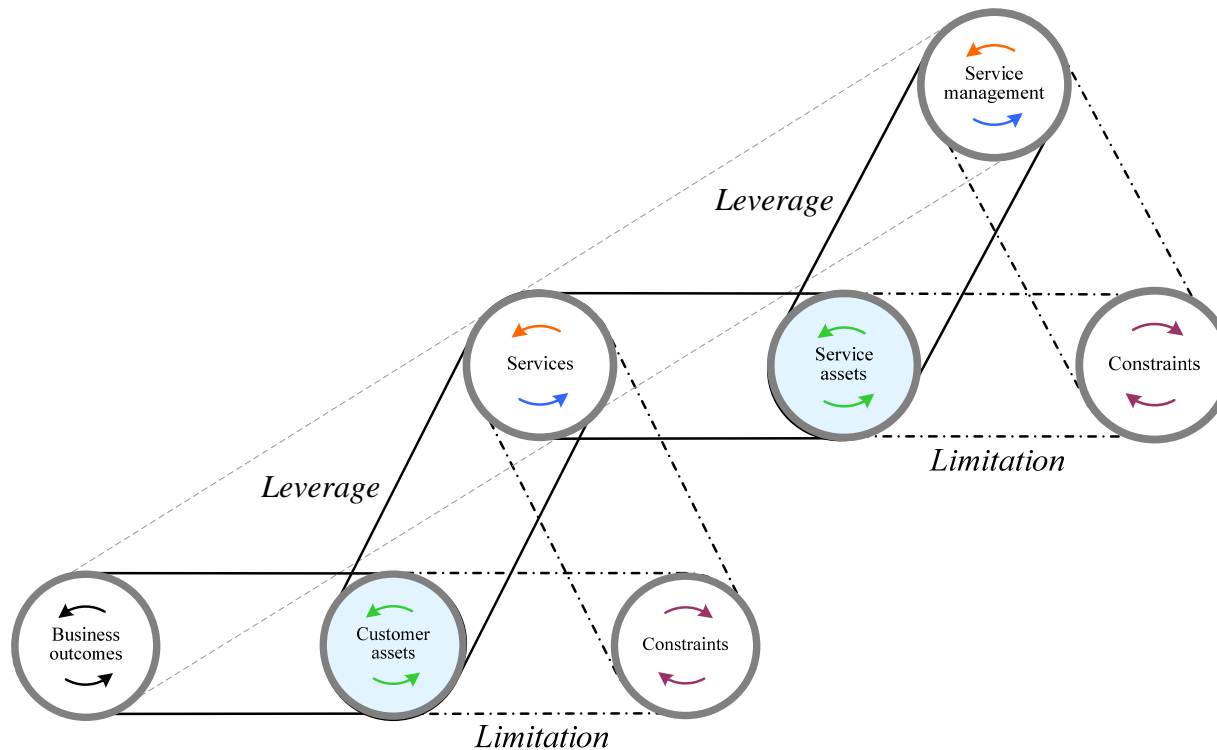 Service
management
Leverage
Services
Service
assets
Constraints
Limitation
Leverage
Business
outcomes
Customer
assets
Constraints
Limitation